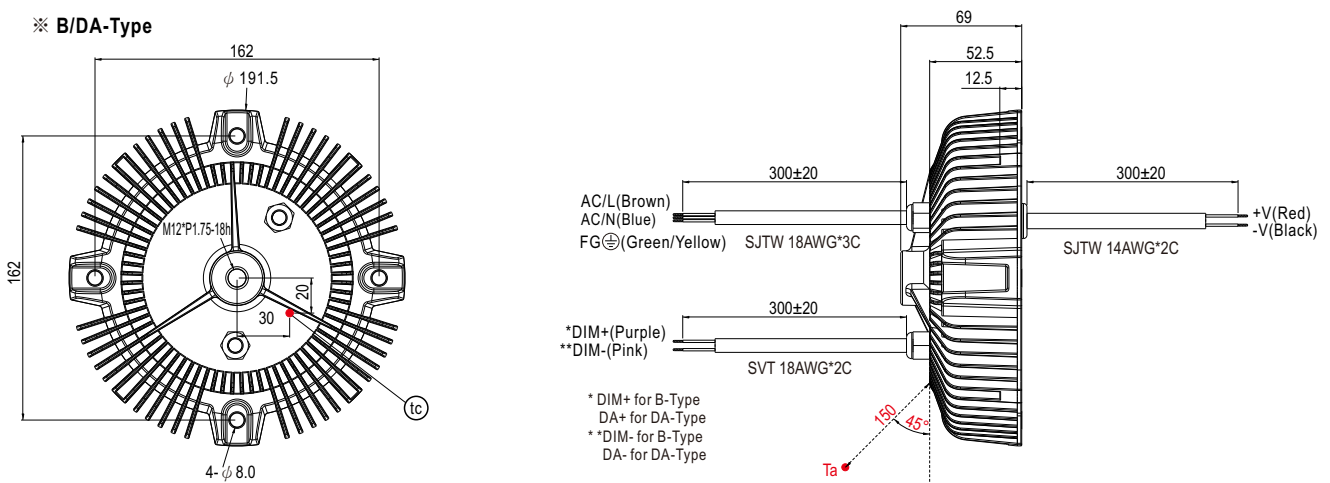 ※ B/DA-Type
162
ϕ 191.5
162
M12*P1.75-18h
20
30
tc
4-ϕ 8.0
69
52.5
12.5
300±20
300±20
AC/L(Brown)
AC/N(Blue)
FG⏚(Green/Yellow)
SJTW 18AWG*3C
SJTW 14AWG*2C
+V(Red)
-V(Black)
300±20
*DIM+(Purple)
**DIM-(Pink)
SVT 18AWG*2C
* DIM+ for B-Type
DA+ for DA-Type
* *DIM- for B-Type
DA- for DA-Type
150
45°
Ta